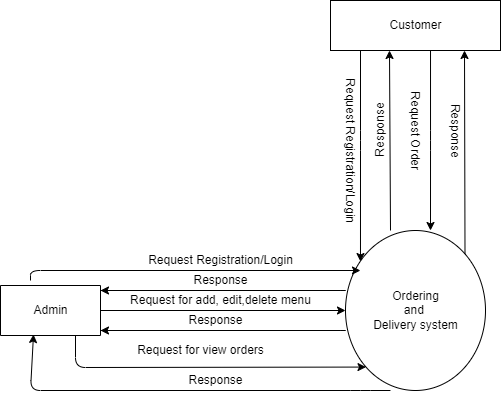 Customer
Request Registration/Login
Response
Request Order
Response
Request Registration/Login
Response
Admin
Request for add, edit,delete menu
Response
Ordering
and
Delivery system
Request for view orders
Response